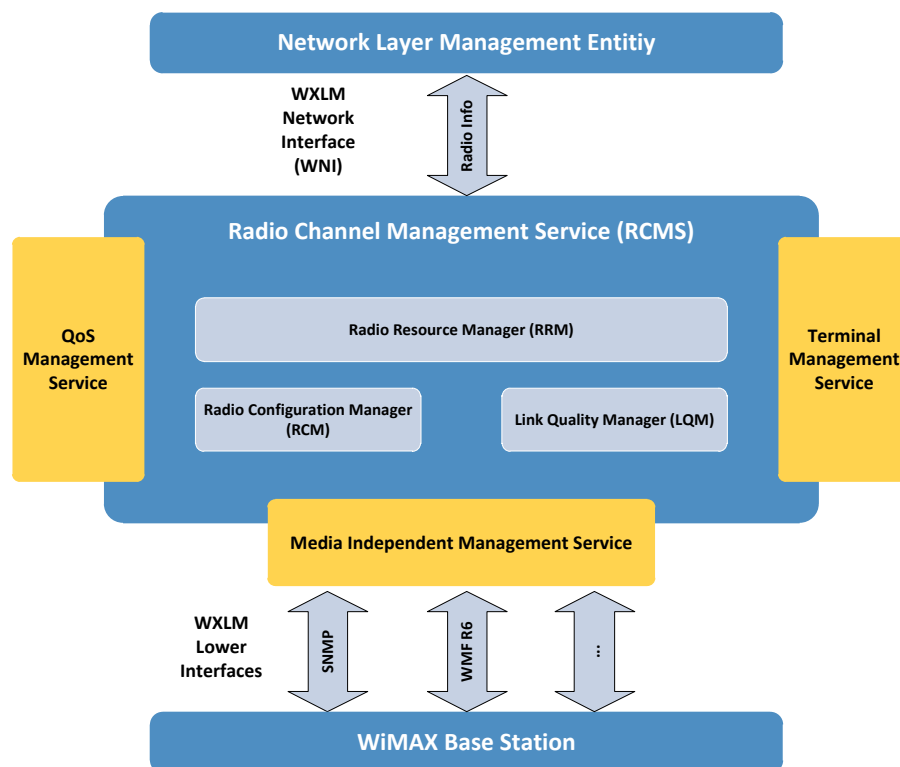 Network Layer Management Entitiy
WXLM
Network
Interface
(WNI)
Radio Info
Radio Channel Management Service (RCMS)
QoS
Management
Service
Radio Resource Manager (RRM)
Terminal
Management
Service
Radio Configuration Manager
(RCM)
Link Quality Manager (LQM)
Media Independent Management Service
WXLM
Lower
Interfaces
SNMP
WMF R6
...
WiMAX Base Station